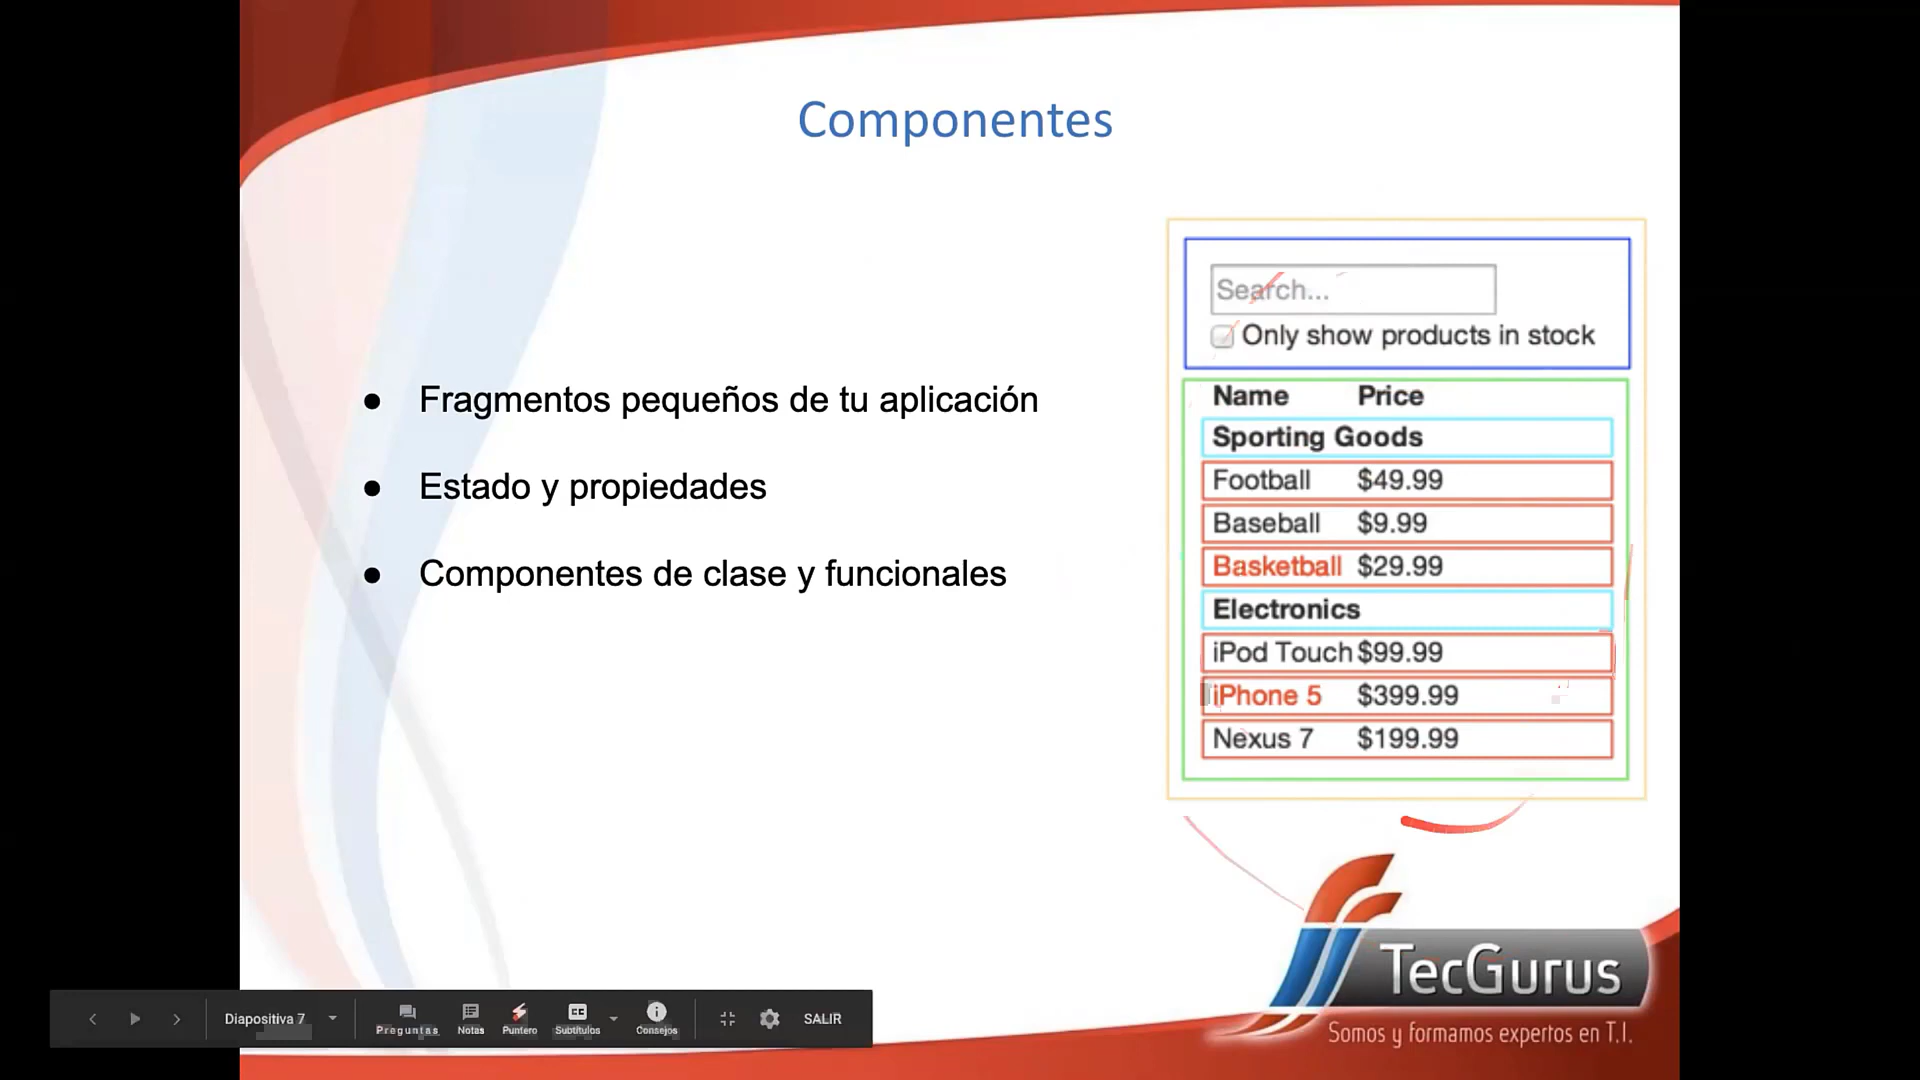 Componentes
● Fragmentos pequeños de tu aplicación
● Estado y propiedades
● Componentes de clase y funcionales
Search...
Only show products in stock
Name Price
Sporting Goods
Football $49.99
Baseball $9.99
Basketball $29.99
Electronics
iPod Touch $99.99
iPhone 5 $399.99
Nexus 7 $199.99
TecGurus
Somos y formamos expertos en T.I.
Diapositiva 7
Preguntas Notas Puntero Subtítulos Consejos
SALIR